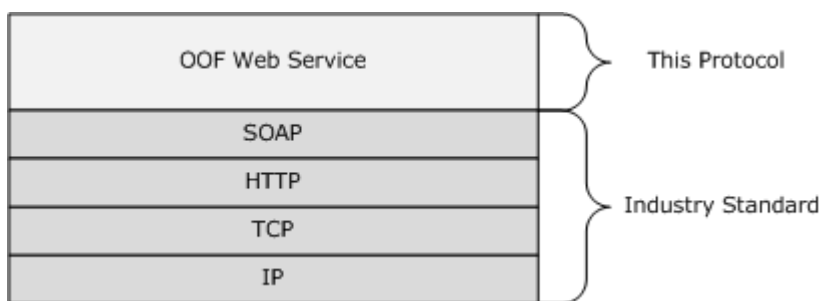 OOF Web Service
This Protocol
SOAP
HTTP
Industry Standard
TCP
IP